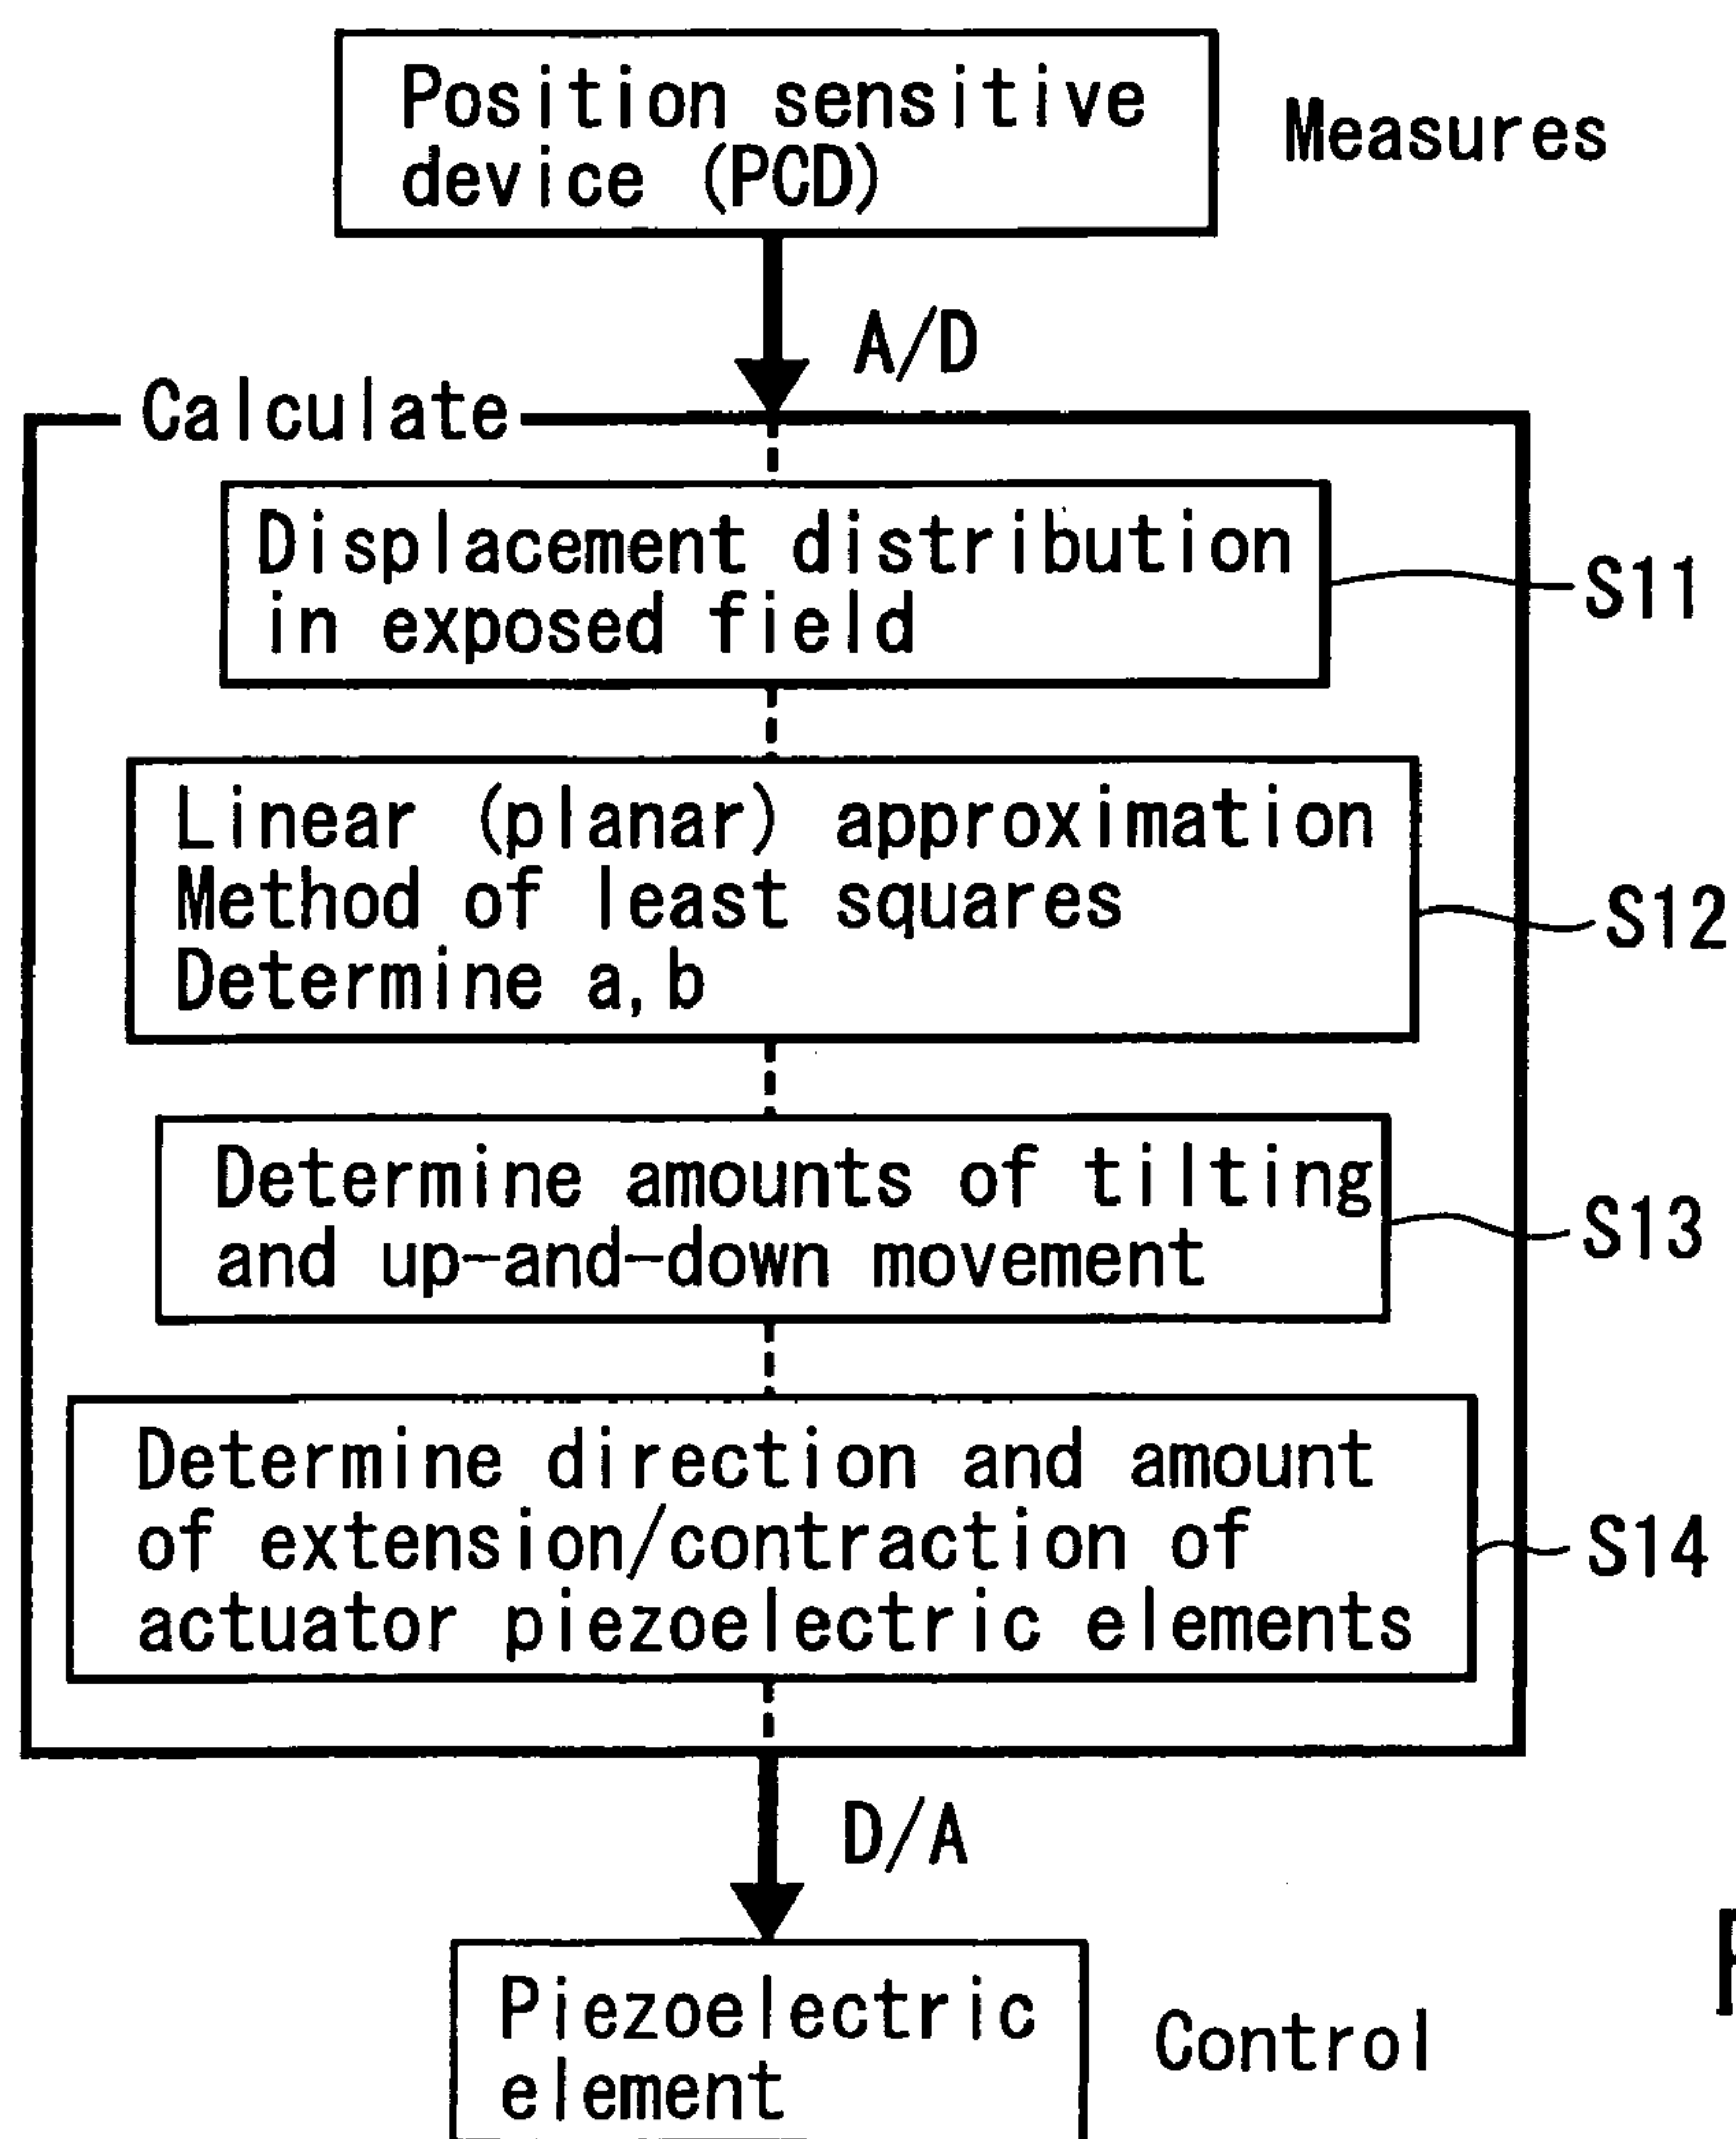 Position sensitive
device (PCD)
Measures
A/D
Calculate
Displacement distribution
in exposed field
S11
Linear (planar) approximation
Method of least squares
Determine a,b
S12
Determine amounts of tilting
and up-and-down movement
S13
Determine direction and amount
of extension/contraction of
actuator piezoelectric elements
S14
D/A
Piezoelectric
element
Control